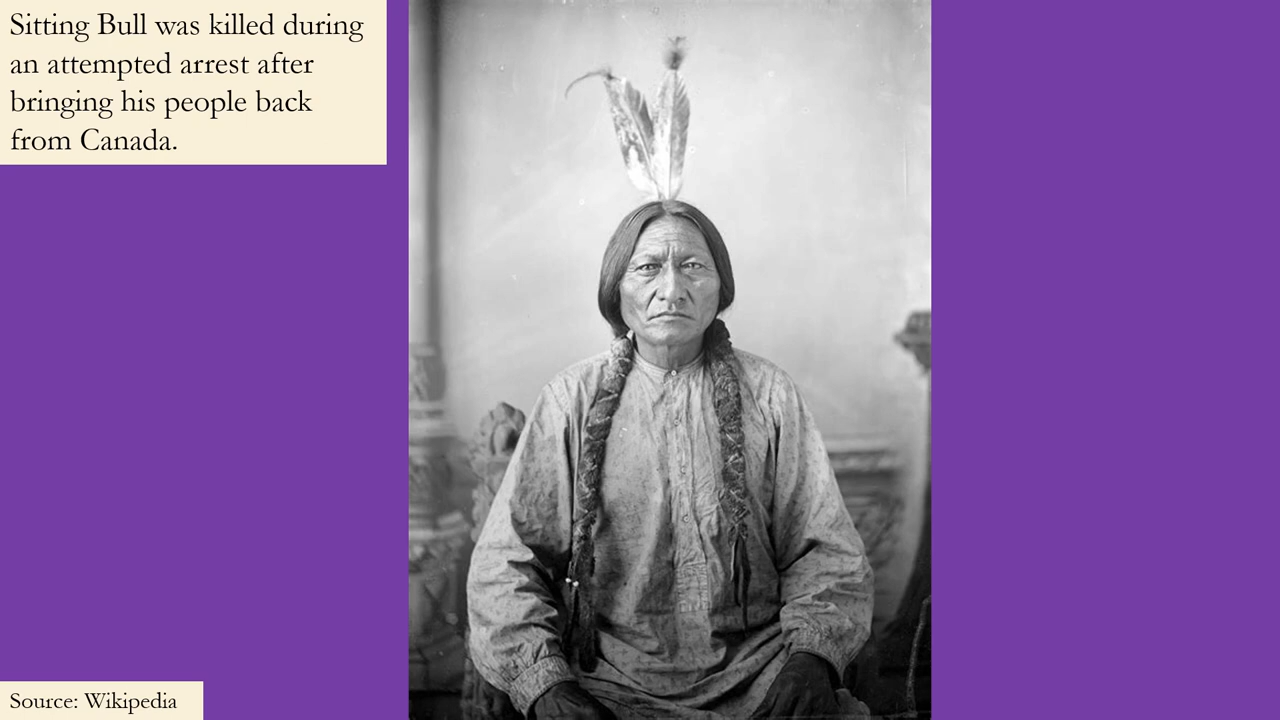 Sitting Bull was killed during
an attempted arrest after
bringing his people back
from Canada.
Source: Wikipedia